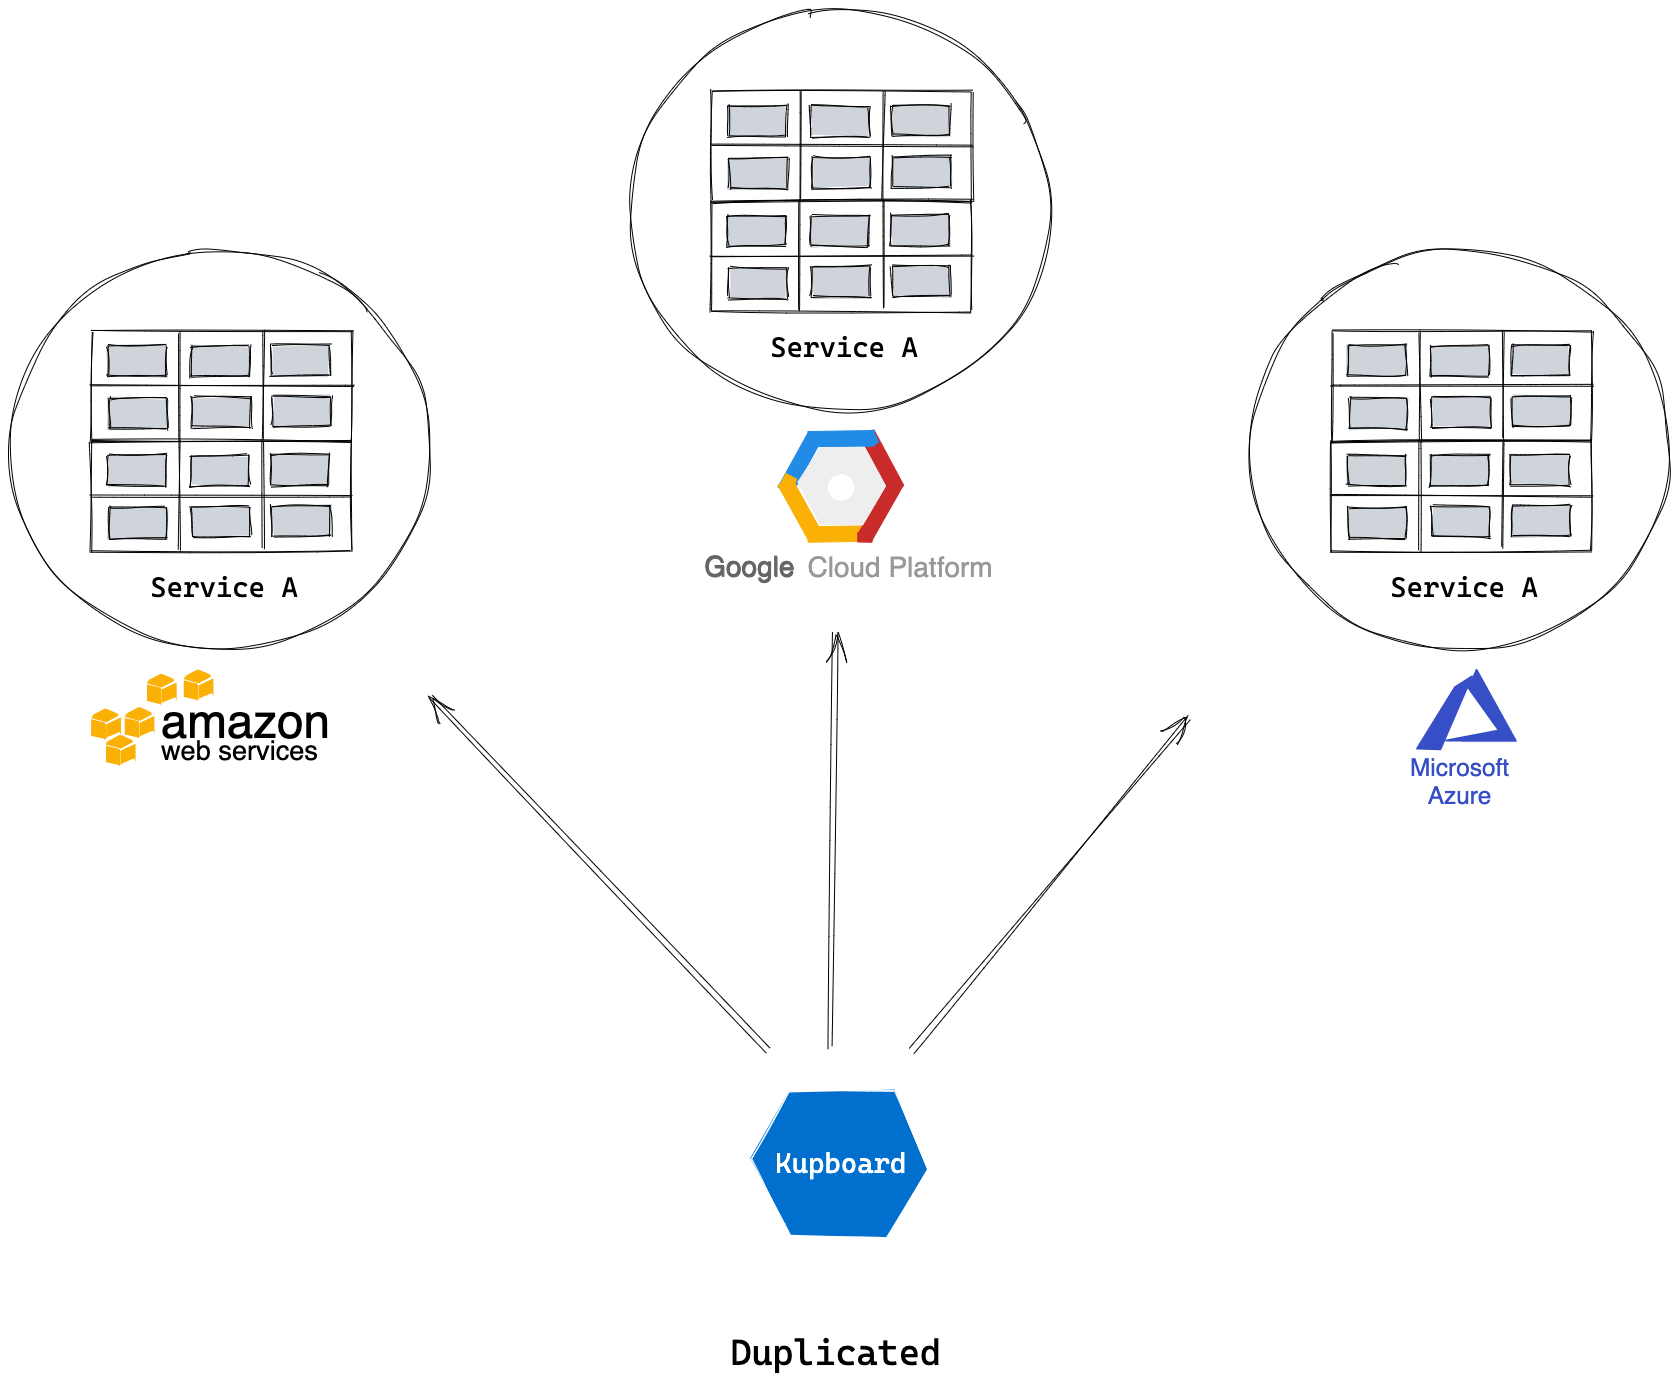 Service A
Google Cloud Platform
Service A
amazon
web services
Service A
Microsoft
Azure
Kupboard
Duplicated